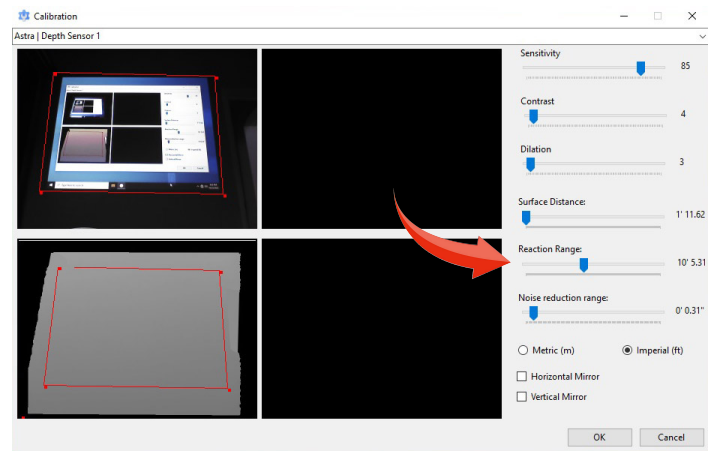 Calibration
Astra | Depth Sensor 1
Sensitivity
85
Contrast
4
Dilation
3
Surface Distance:
1' 11.62
Reaction Range:
10' 5.31
Noise reduction range:
0' 0.31"
Metric (m)
Imperial (ft)
Horizontal Mirror
Vertical Mirror
OK
Cancel